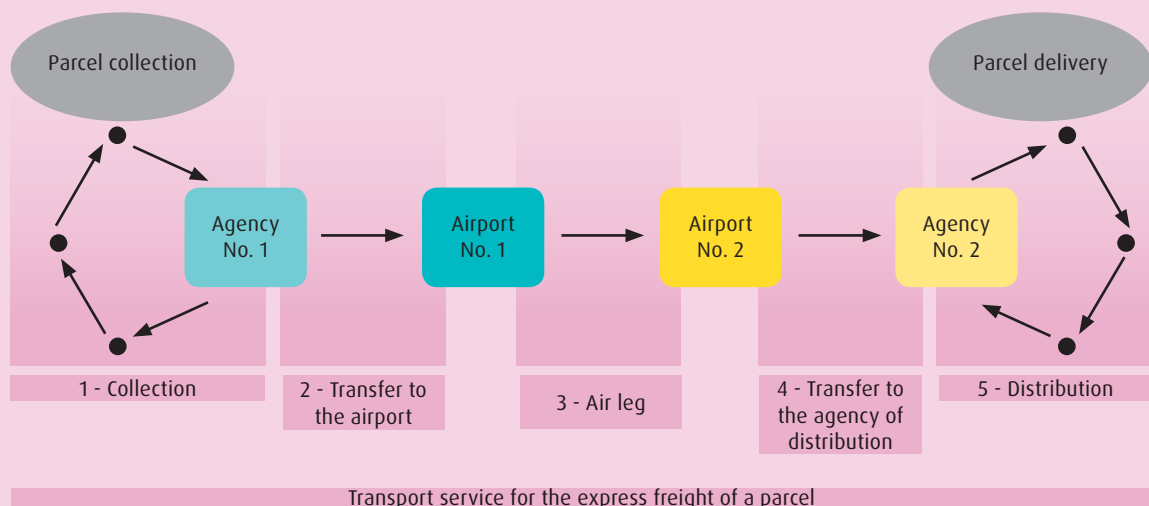 Parcel collection
Parcel delivery
Agency
No. 1
Airport
No. 1
Airport
No. 2
Agency
No. 2
1 - Collection
2 - Transfer to
the airport
3 - Air leg
4 - Transfer to
the agency of
distribution
5 - Distribution
Transport service for the express freight of a parcel